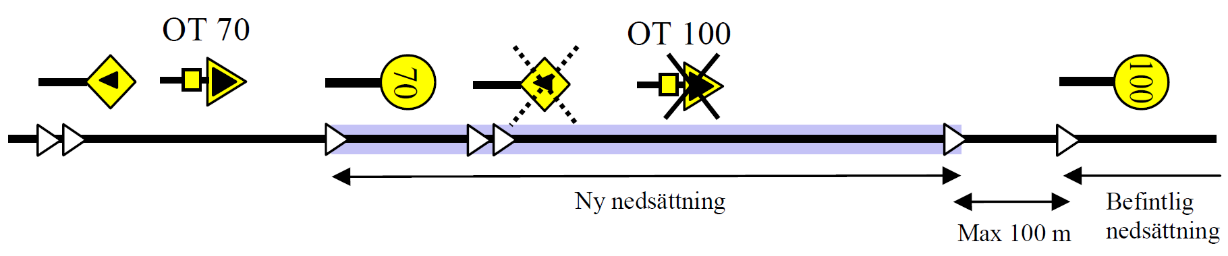 OT 70
OT 100
70
100
Ny nedsättning
Max 100 m
Befintlig
nedsättning